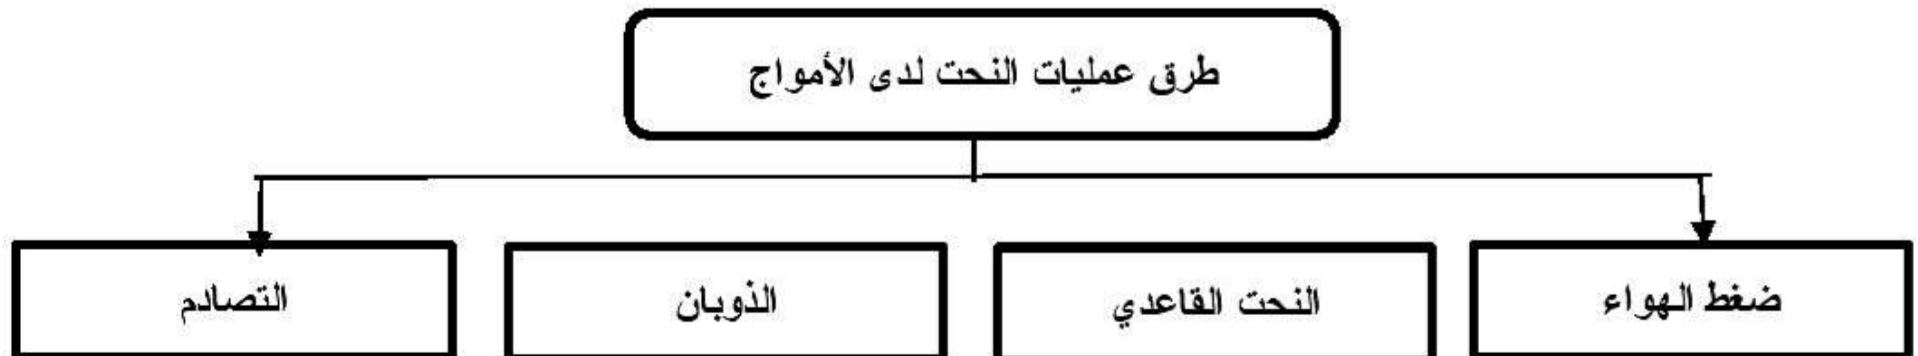 طرق عمليات النحت لدى الأمواج
ضغط الهواء
النحت القاعدي
الذوبان
التصادم